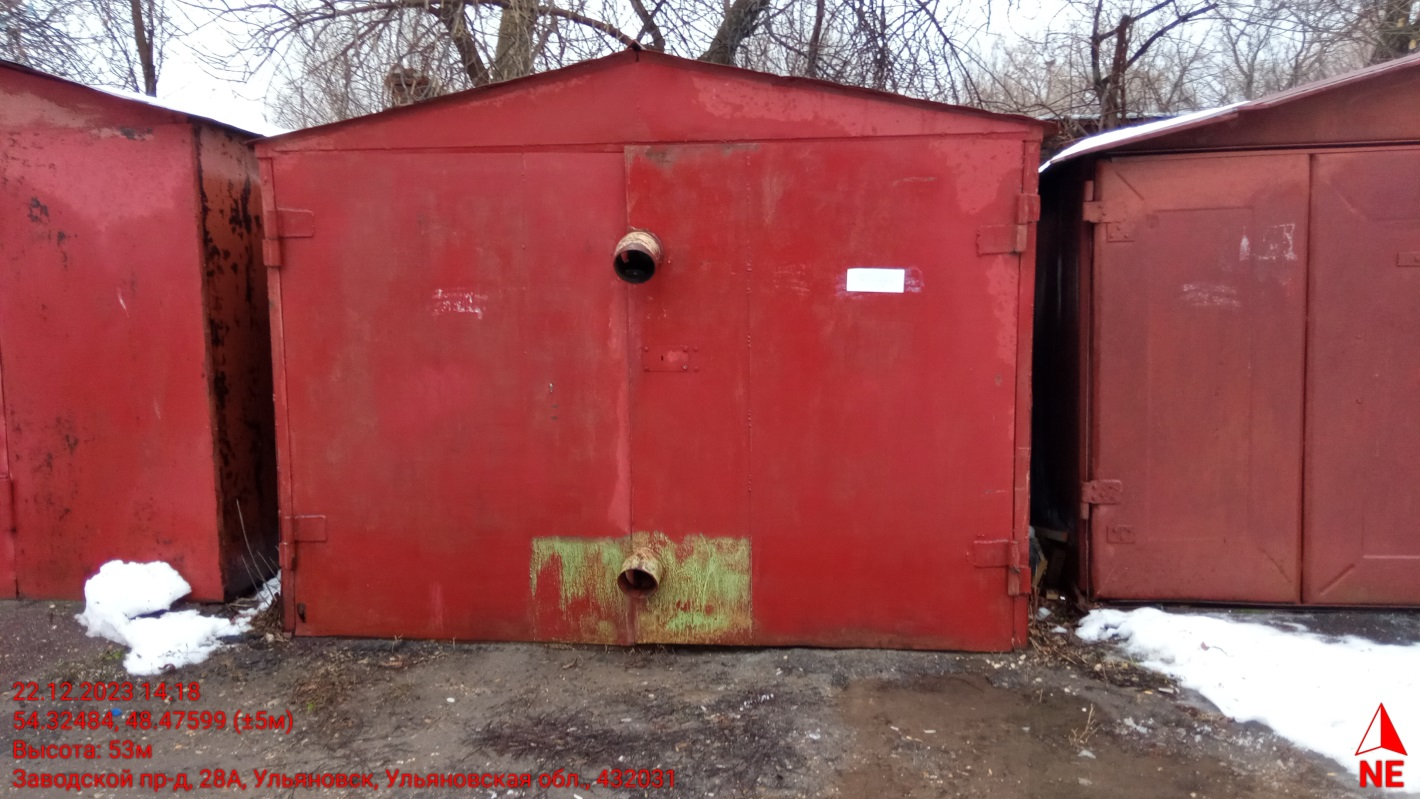 22.12.2023 14:18
54.32484, 48.47599 (±5м)
Высота: 53м
Заводской пр-д, 28А, Ульяновск, Ульяновская обл., 432031
NE